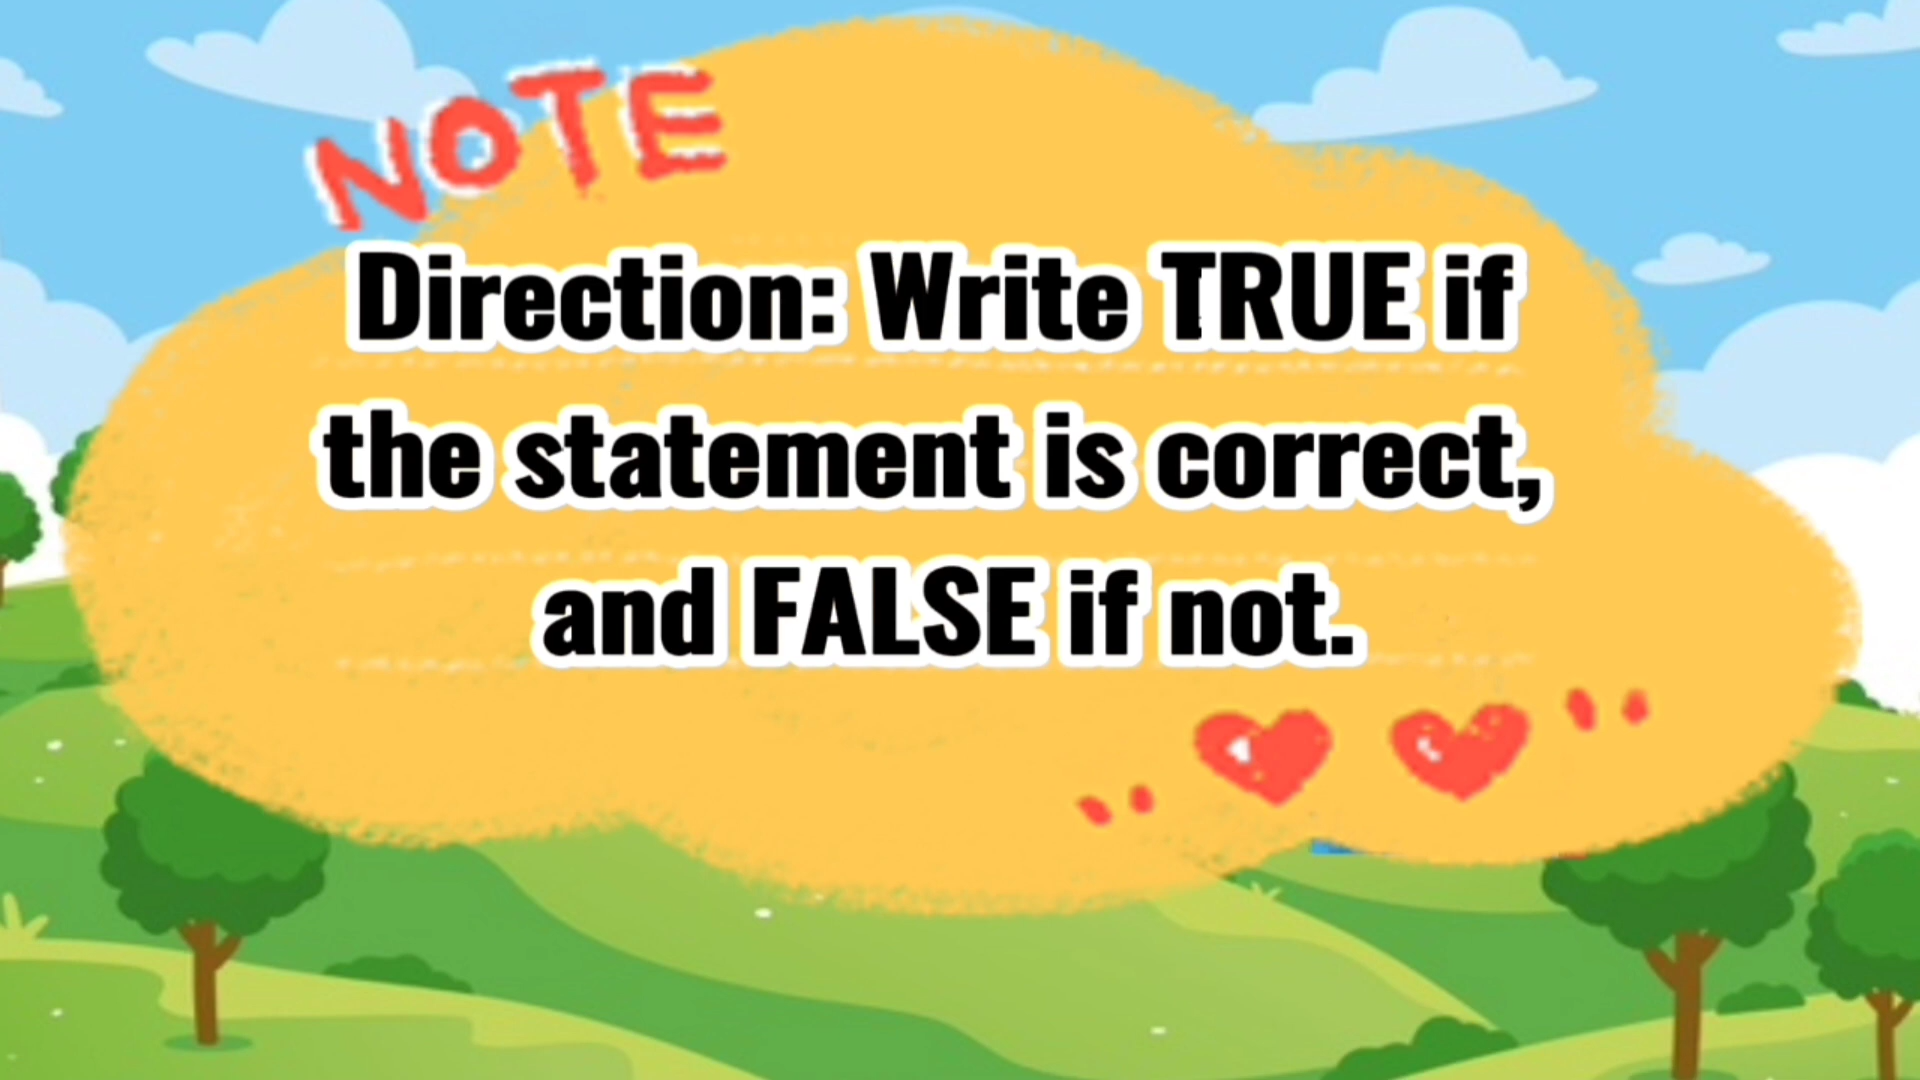 NOTE
Direction: Write TRUE if
the statement is correct,
and FALSE if not.